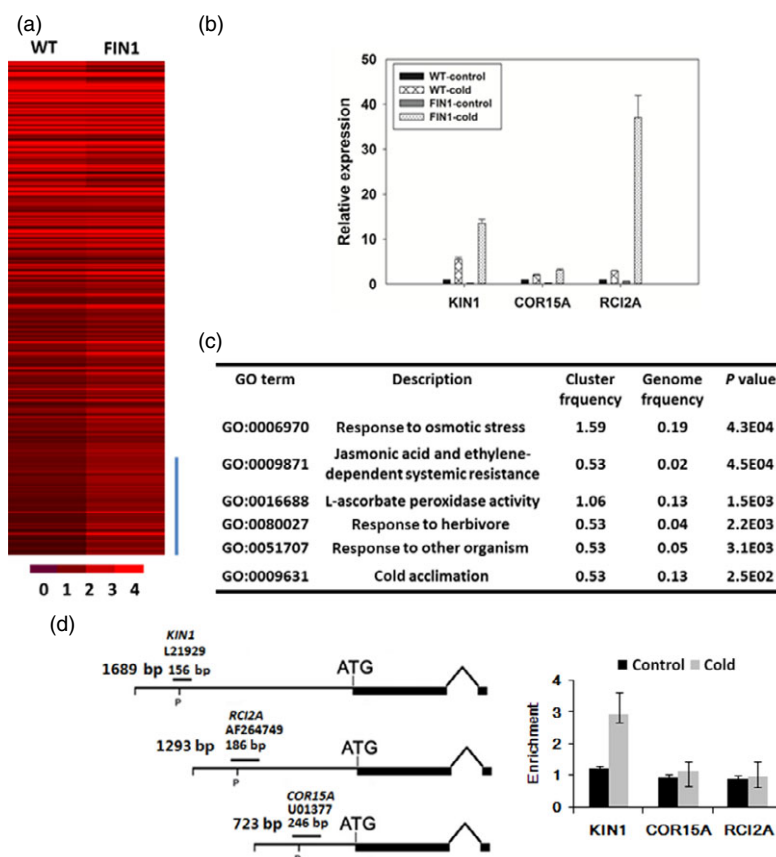 (a)
WT FIN1
0 1 2 3 4
(b)
Relative expression
50
40
30
20
10
0
WT-control
WT-cold
FIN1-control
FIN1-cold
KIN1 COR15A RCI2A
(c)
GO term Description Cluster frquency Genome frquency P value
GO:0006970 Response to osmotic stress 1.59 0.19 4.3E04
GO:0009871 Jasmonic acid and ethylene-
dependent systemic resistance 0.53 0.02 4.5E04
GO:0016688 L-ascorbate peroxidase activity 1.06 0.13 1.5E03
GO:0080027 Response to herbivore 0.53 0.04 2.2E03
GO:0051707 Response to other organism 0.53 0.05 3.1E03
GO:0009631 Cold acclimation 0.53 0.13 2.5E02
(d)
KIN1
L21929
1689 bp 156 bp ATG
P
RCI2A
AF264749
1293 bp 186 bp ATG
P
COR15A
U01377
723 bp 246 bp ATG
P
Control Cold
Enrichment
4
3
2
1
0
KIN1 COR15A RCI2A